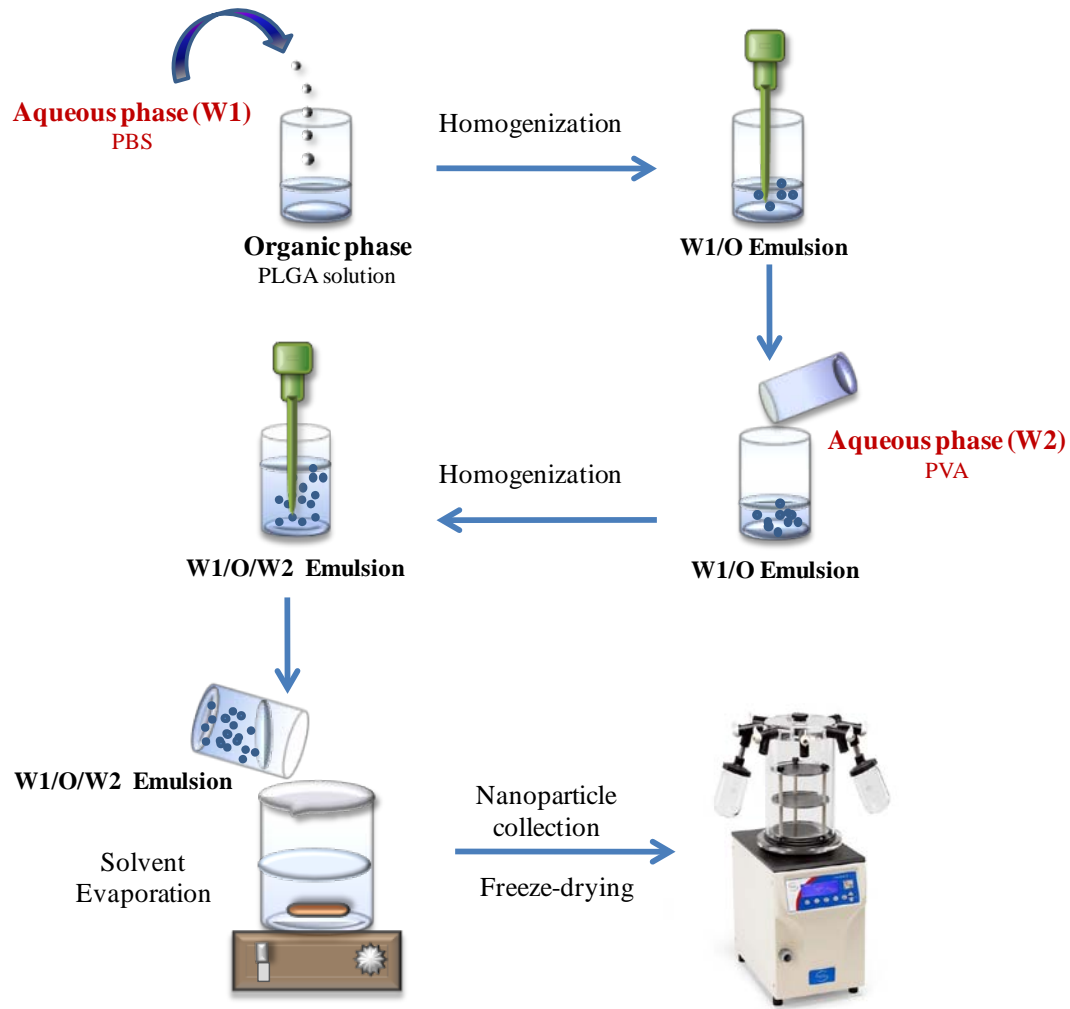 Aqueous phase (W1)
PBS
Homogenization
Organic phase
PLGA solution
W1/O Emulsion
Aqueous phase (W2)
PVA
Homogenization
W1/O/W2 Emulsion
W1/O Emulsion
W1/O/W2 Emulsion
Solvent
Evaporation
Nanoparticle
collection
Freeze-drying